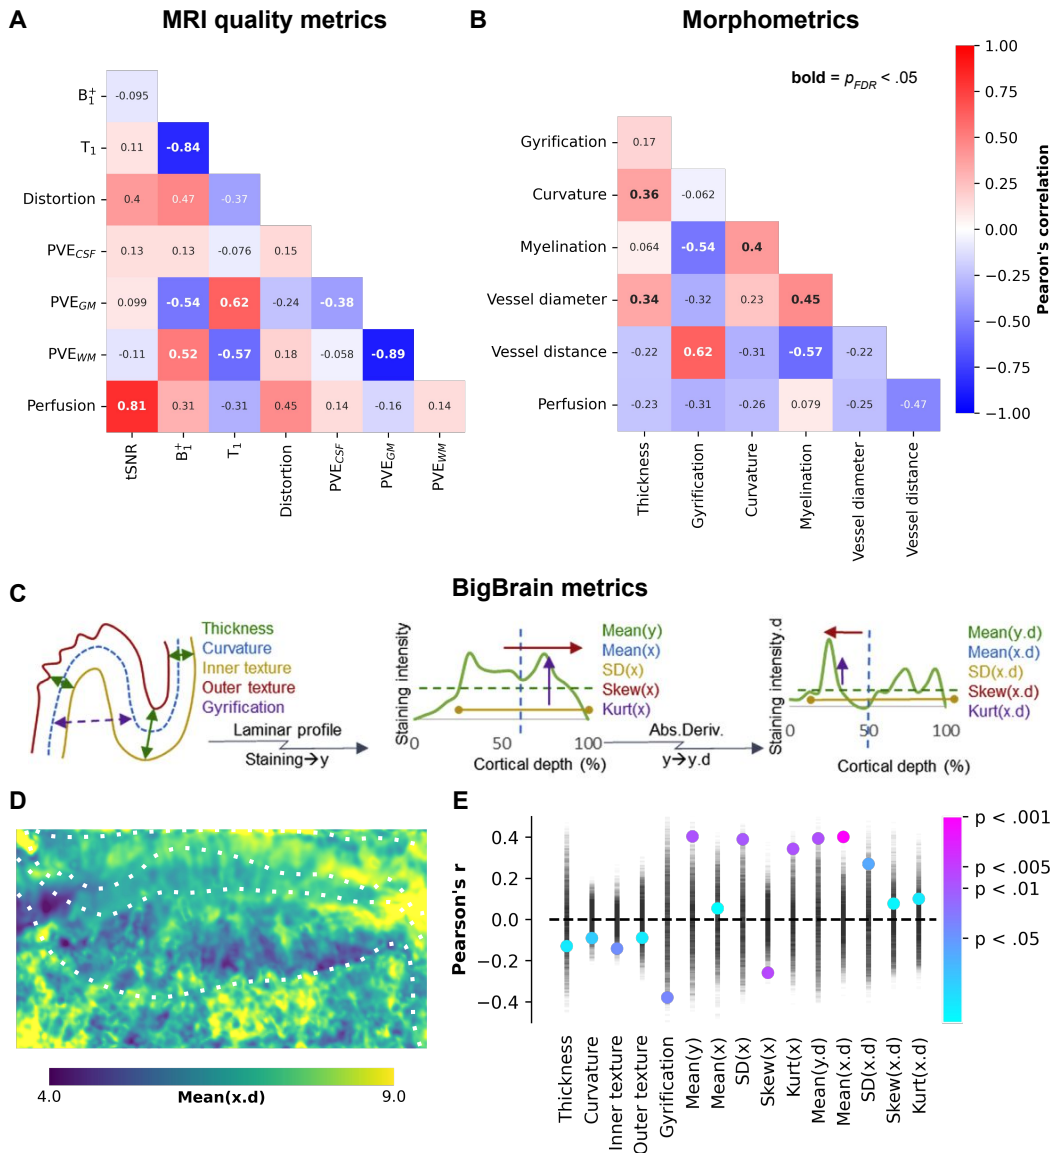 A
MRI quality metrics
B₁⁺
T₁
Distortion
PVE_CSF
PVE_GM
PVE_WM
Perfusion
-0.095
0.11 -0.84
0.4 0.47 -0.37
0.13 0.13 -0.076 0.15
0.099 -0.54 0.62 -0.24 -0.38
-0.11 0.52 -0.57 0.18 -0.058 -0.89
0.81 0.31 -0.31 0.45 0.14 -0.16 0.14
tSNR
B₁⁺
T₁
Distortion
PVE_CSF
PVE_GM
PVE_WM
B
Morphometrics
bold = p_FDR < .05
Gyrification
Curvature
Myelination
Vessel diameter
Vessel distance
Perfusion
0.17
0.36 -0.062
0.064 -0.54 0.4
0.34 -0.32 0.23 0.45
-0.22 0.62 -0.31 -0.57 -0.22
-0.23 -0.31 -0.26 0.079 -0.25 -0.47
Thickness
Gyrification
Curvature
Myelination
Vessel diameter
Vessel distance
1.00
0.75
0.50
0.25
0.00
−0.25
−0.50
−0.75
−1.00
Pearon's correlation
C
BigBrain metrics
Thickness
Curvature
Inner texture
Outer texture
Gyrification
Laminar profile
Staining→y
Staining intensity
Mean(y)
Mean(x)
SD(x)
Skew(x)
Kurt(x)
0 50 100
Cortical depth (%)
Abs.Deriv.
y→y.d
Staining intensity.d
Mean(y.d)
Mean(x.d)
SD(x.d)
Skew(x.d)
Kurt(x.d)
0 50 100
Cortical depth (%)
D
4.0 9.0
Mean(x.d)
E
Pearson's r
0.4
0.2
0.0
−0.2
−0.4
Thickness
Curvature
Inner texture
Outer texture
Gyrification
Mean(y)
Mean(x)
SD(x)
Skew(x)
Kurt(x)
Mean(y.d)
Mean(x.d)
SD(x.d)
Skew(x.d)
Kurt(x.d)
p < .001
p < .005
p < .01
p < .05